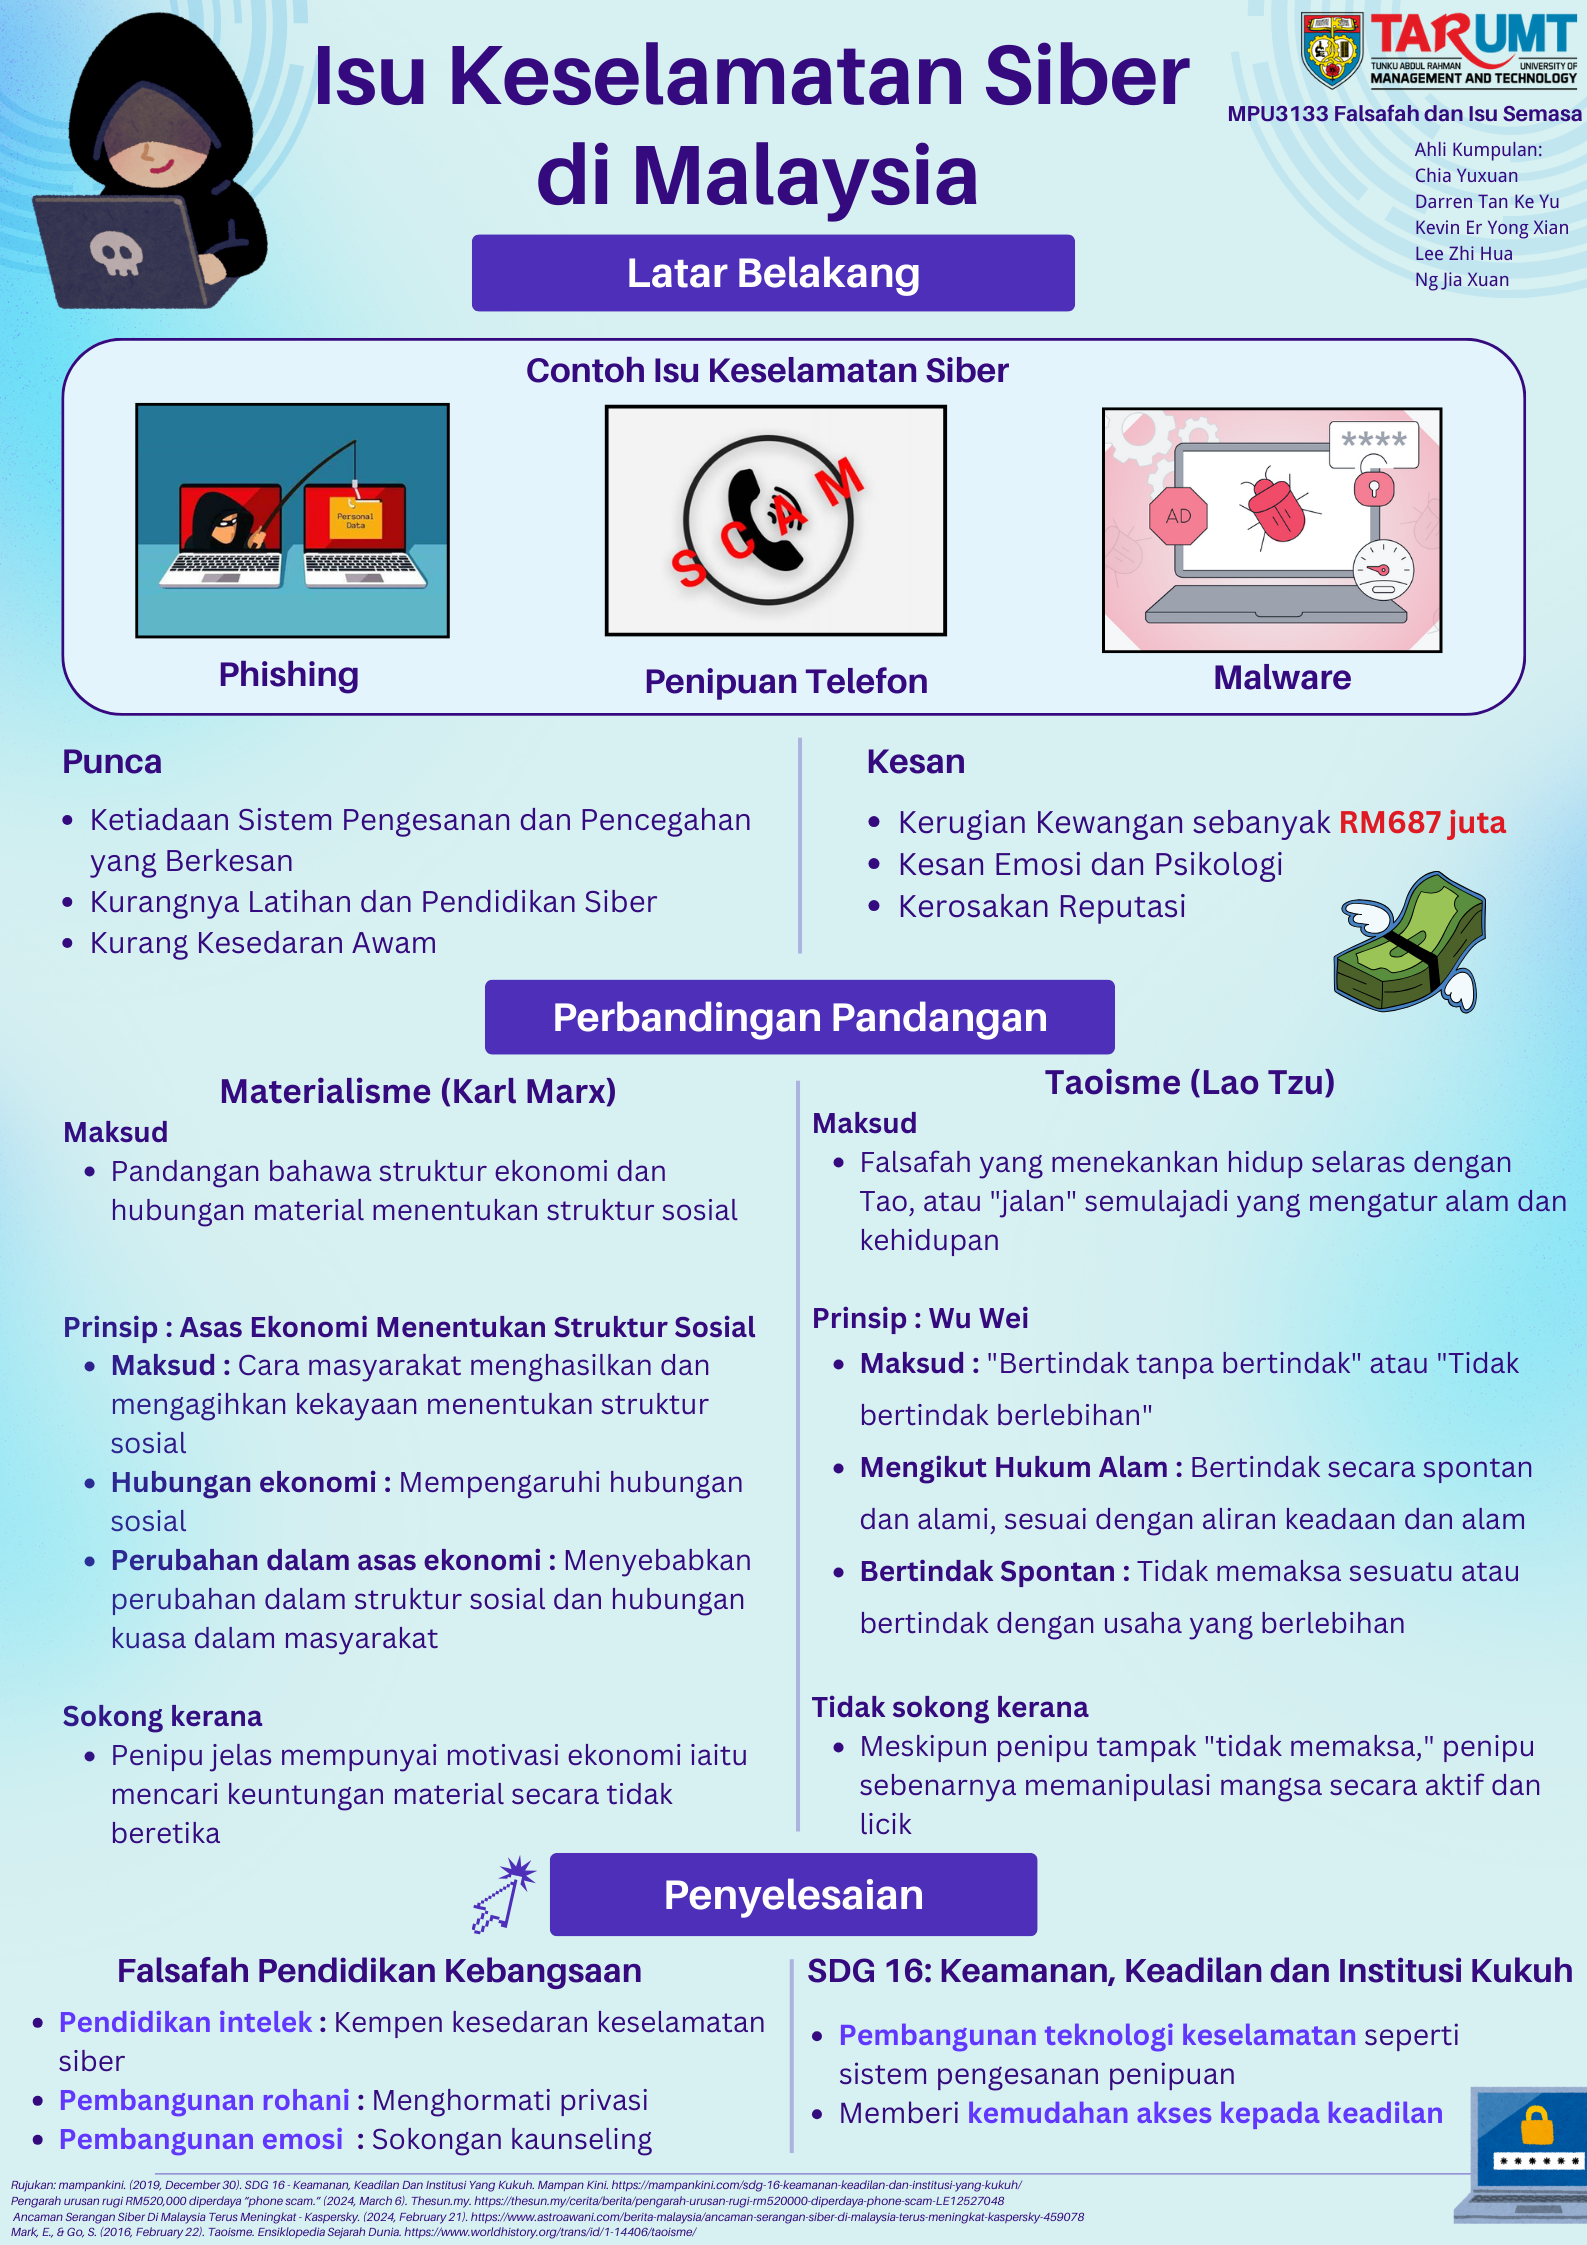 Isu Keselamatan Siber
di Malaysia
TARUMT
TUNKU ABDUL RAHMAN UNIVERSITY OF
MANAGEMENT AND TECHNOLOGY
MPU3133 Falsafah dan Isu Semasa
Ahli Kumpulan:
Chia Yuxuan
Darren Tan Ke Yu
Kevin Er Yong Xian
Lee Zhi Hua
Ng Jia Xuan
Latar Belakang
Contoh Isu Keselamatan Siber
Personal
Data
SCAM
****
AD
Phishing
Penipuan Telefon
Malware
Punca
• Ketiadaan Sistem Pengesanan dan Pencegahan
yang Berkesan
• Kurangnya Latihan dan Pendidikan Siber
• Kurang Kesedaran Awam
Kesan
• Kerugian Kewangan sebanyak RM687 juta
• Kesan Emosi dan Psikologi
• Kerosakan Reputasi
Perbandingan Pandangan
Materialisme (Karl Marx)
Maksud
• Pandangan bahawa struktur ekonomi dan
hubungan material menentukan struktur sosial
Prinsip : Asas Ekonomi Menentukan Struktur Sosial
• Maksud : Cara masyarakat menghasilkan dan
mengagihkan kekayaan menentukan struktur
sosial
• Hubungan ekonomi : Mempengaruhi hubungan
sosial
• Perubahan dalam asas ekonomi : Menyebabkan
perubahan dalam struktur sosial dan hubungan
kuasa dalam masyarakat
Sokong kerana
• Penipu jelas mempunyai motivasi ekonomi iaitu
mencari keuntungan material secara tidak
beretika
Taoisme (Lao Tzu)
Maksud
• Falsafah yang menekankan hidup selaras dengan
Tao, atau "jalan" semulajadi yang mengatur alam dan
kehidupan
Prinsip : Wu Wei
• Maksud : "Bertindak tanpa bertindak" atau "Tidak
bertindak berlebihan"
• Mengikut Hukum Alam : Bertindak secara spontan
dan alami, sesuai dengan aliran keadaan dan alam
• Bertindak Spontan : Tidak memaksa sesuatu atau
bertindak dengan usaha yang berlebihan
Tidak sokong kerana
• Meskipun penipu tampak "tidak memaksa," penipu
sebenarnya memanipulasi mangsa secara aktif dan
licik
Penyelesaian
Falsafah Pendidikan Kebangsaan
• Pendidikan intelek : Kempen kesedaran keselamatan
siber
• Pembangunan rohani : Menghormati privasi
• Pembangunan emosi : Sokongan kaunseling
SDG 16: Keamanan, Keadilan dan Institusi Kukuh
• Pembangunan teknologi keselamatan seperti
sistem pengesanan penipuan
• Memberi kemudahan akses kepada keadilan
******
Rujukan: mampankini. (2019, December 30). SDG 16 - Keamanan, Keadilan Dan Institusi Yang Kukuh. Mampan Kini. https://mampankini.com/sdg-16-keamanan-keadilan-dan-institusi-yang-kukuh/
Pengarah urusan rugi RM520,000 diperdaya “phone scam.” (2024, March 6). Thesun.my. https://thesun.my/cerita/berita/pengarah-urusan-rugi-rm520000-diperdaya-phone-scam-LE12527048
Ancaman Serangan Siber Di Malaysia Terus Meningkat - Kaspersky. (2024, February 21). https://www.astroawani.com/berita-malaysia/ancaman-serangan-siber-di-malaysia-terus-meningkat-kaspersky-459078
Mark, E., & Go, S. (2016, February 22). Taoisme. Ensiklopedia Sejarah Dunia. https://www.worldhistory.org/trans/id/1-14406/taoisme/